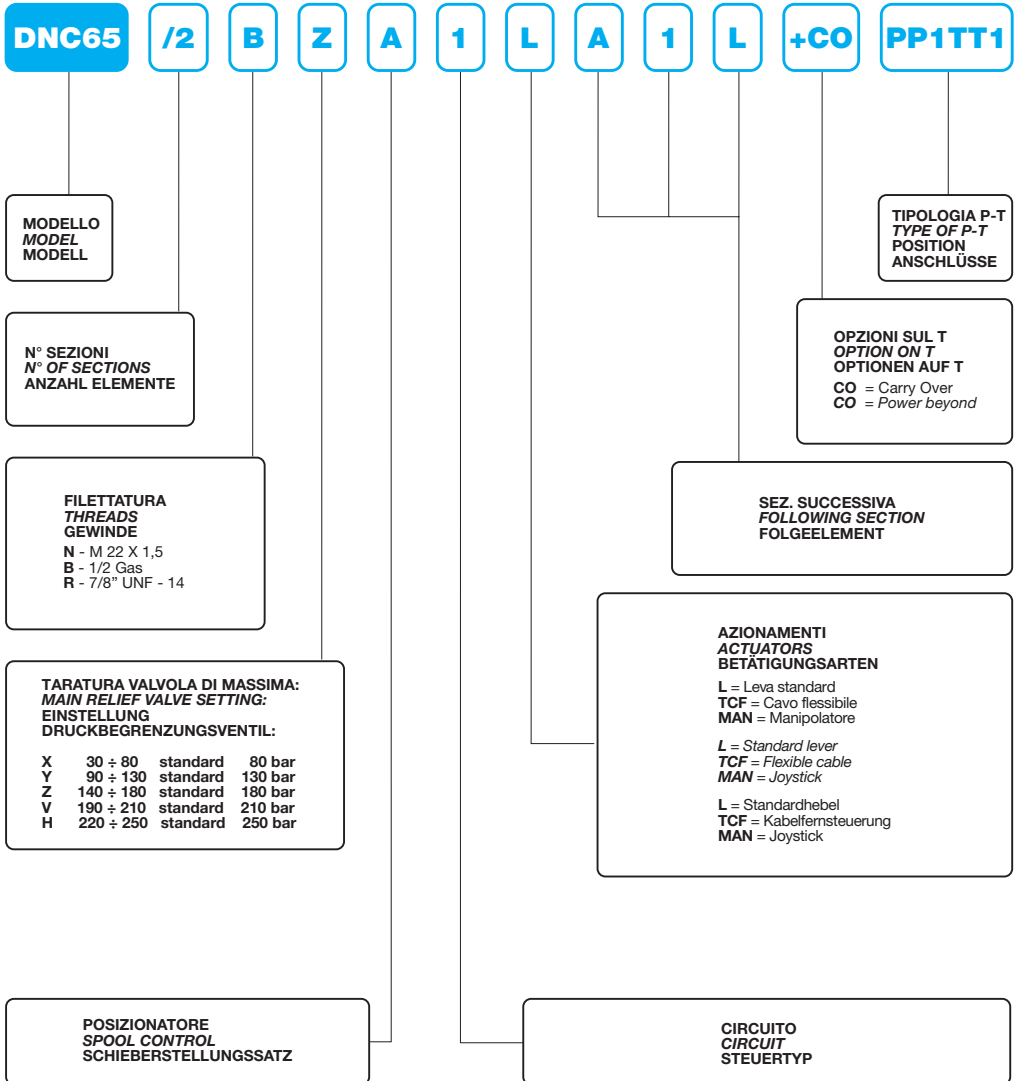 DNC65 /2 B Z A 1 L A 1 L +CO PP1TT1
MODELLO
MODEL
MODELL
TIPOLOGIA P-T
TYPE OF P-T
POSITION
ANSCHLÜSSE
N° SEZIONI
N° OF SECTIONS
ANZAHL ELEMENTE
OPZIONI SUL T
OPTION ON T
OPTIONEN AUF T
CO = Carry Over
CO = Power beyond
FILETTATURA
THREADS
GEWINDE
N - M 22 X 1,5
B - 1/2 Gas
R - 7/8” UNF - 14
SEZ. SUCCESSIVA
FOLLOWING SECTION
FOLGEELEMENT
AZIONAMENTI
ACTUATORS
BETÄTIGUNGSARTEN
L = Leva standard
TCF = Cavo flessibile
MAN = Manipolatore
L = Standard lever
TCF = Flexible cable
MAN = Joystick
L = Standardhebel
TCF = Kabelfernsteuerung
MAN = Joystick
TARATURA VALVOLA DI MASSIMA:
MAIN RELIEF VALVE SETTING:
EINSTELLUNG
DRUCKBEGRENZUNGSVENTIL:
X 30 ÷ 80 standard 80 bar
Y 90 ÷ 130 standard 130 bar
Z 140 ÷ 180 standard 180 bar
V 190 ÷ 210 standard 210 bar
H 220 ÷ 250 standard 250 bar
POSIZIONATORE
SPOOL CONTROL
SCHIEBERSTELLUNGSSATZ
CIRCUITO
CIRCUIT
STEUERTYP